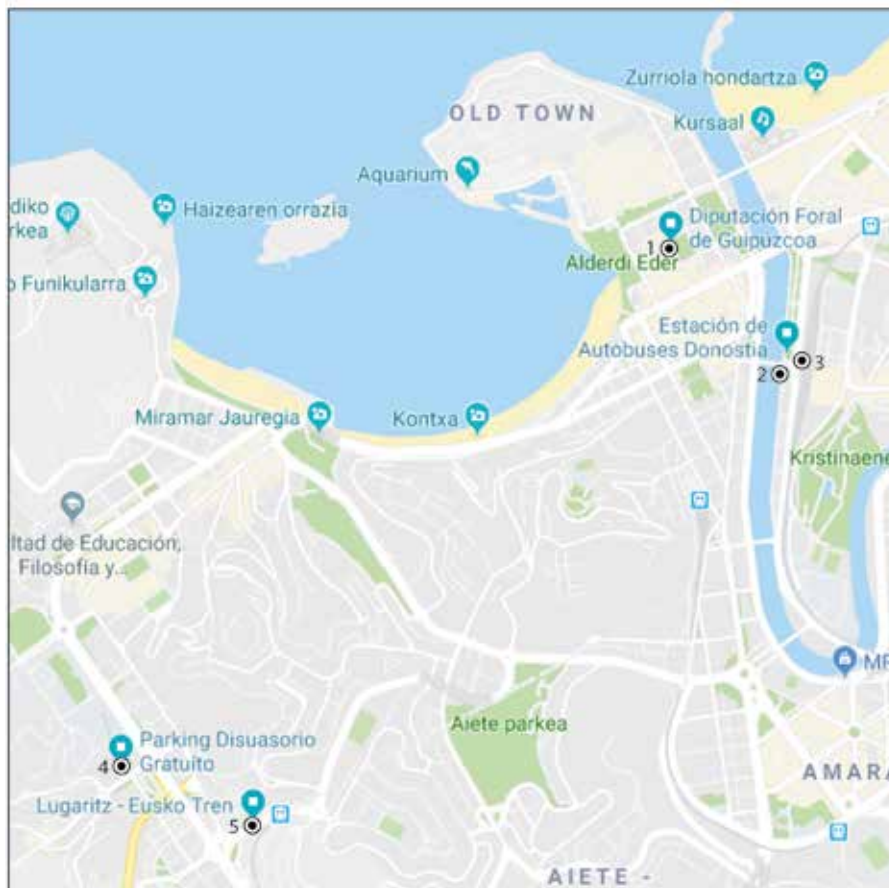 Zurriola hondartza
OLD TOWN
Kursaal
Aquarium
diko
rkea
Haizearen orrazia
Diputación Foral
de Guipuzcoa
1
Alderdi Eder
o Funikularra
Estación de
Autobuses Donostia
2
3
Miramar Jauregia
Kontxa
Kristinaene
ltad de Educación,
Filosofía y...
MP
Aiete parkea
Parking Disuasorio
Gratuito
4
AMARA
Lugaritz - Eusko Tren
5
AIETE -